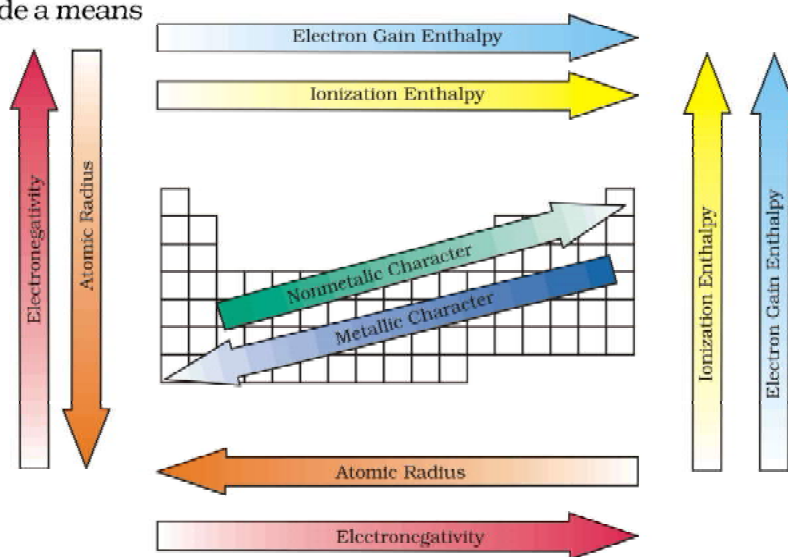 de a means
Electron Gain Enthalpy
Ionization Enthalpy
Electronegativity
Atomic Radius
Nonmetalic Character
Metallic Character
Ionization Enthalpy
Electron Gain Enthalpy
Atomic Radius
Electronegativity